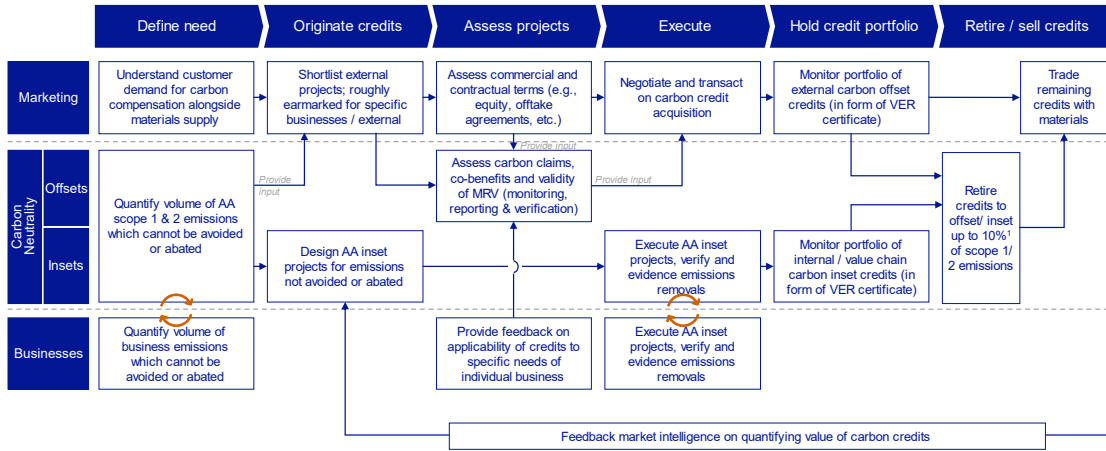 Define need
Originate credits
Assess projects
Execute
Hold credit portfolio
Retire / sell credits
Marketing
Understand customer
demand for carbon
compensation alongside
materials supply
Shortlist external
projects; roughly
earmarked for specific
businesses / external
Assess commercial and
contractual terms (e.g.,
equity, offtake
agreements, etc.)
Negotiate and transact
on carbon credit
acquisition
Monitor portfolio of
external carbon offset
credits (in form of VER
certificate)
Trade
remaining
credits with
materials
Carbon
Neutrality
Offsets
Insets
Quantify volume of AA
scope 1 & 2 emissions
which cannot be avoided
or abated
Provide
input
Provide input
Assess carbon claims,
co-benefits and validity
of MRV (monitoring,
reporting & verification)
Provide input
Retire
credits to
offset/ inset
up to 10%¹
of scope 1/
2 emissions
Design AA inset
projects for emissions
not avoided or abated
Execute AA inset
projects, verify and
evidence emissions
removals
Monitor portfolio of
internal / value chain
carbon inset credits (in
form of VER certificate)
Businesses
Quantify volume of
business emissions
which cannot be
avoided or abated
Provide feedback on
applicability of credits to
specific needs of
individual business
Execute AA inset
projects, verify and
evidence emissions
removals
Feedback market intelligence on quantifying value of carbon credits